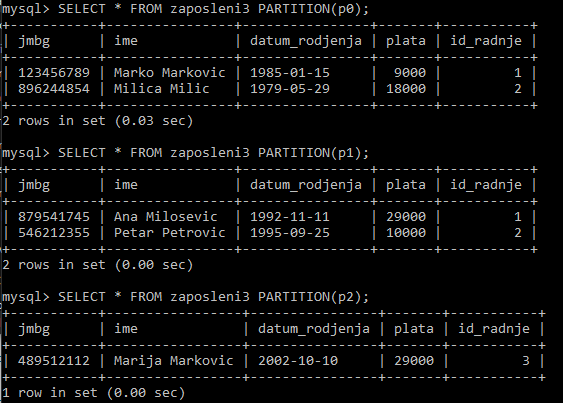 mysql> SELECT * FROM zaposleni3 PARTITION(p0);
+-----------+----------------+----------------+-------+-----------+
| jmbg      | ime            | datum_rodjenja | plata | id_radnje |
+-----------+----------------+----------------+-------+-----------+
| 123456789 | Marko Markovic | 1985-01-15     |  9000 |         1 |
| 896244854 | Milica Milic   | 1979-05-29     | 18000 |         2 |
+-----------+----------------+----------------+-------+-----------+
2 rows in set (0.03 sec)
mysql> SELECT * FROM zaposleni3 PARTITION(p1);
+-----------+----------------+----------------+-------+-----------+
| jmbg      | ime            | datum_rodjenja | plata | id_radnje |
+-----------+----------------+----------------+-------+-----------+
| 879541745 | Ana Milosevic  | 1992-11-11     | 29000 |         1 |
| 546212355 | Petar Petrovic | 1995-09-25     | 10000 |         2 |
+-----------+----------------+----------------+-------+-----------+
2 rows in set (0.00 sec)
mysql> SELECT * FROM zaposleni3 PARTITION(p2);
+-----------+-----------------+----------------+-------+-----------+
| jmbg      | ime             | datum_rodjenja | plata | id_radnje |
+-----------+-----------------+----------------+-------+-----------+
| 489512112 | Marija Markovic | 2002-10-10     | 29000 |         3 |
+-----------+-----------------+----------------+-------+-----------+
1 row in set (0.00 sec)